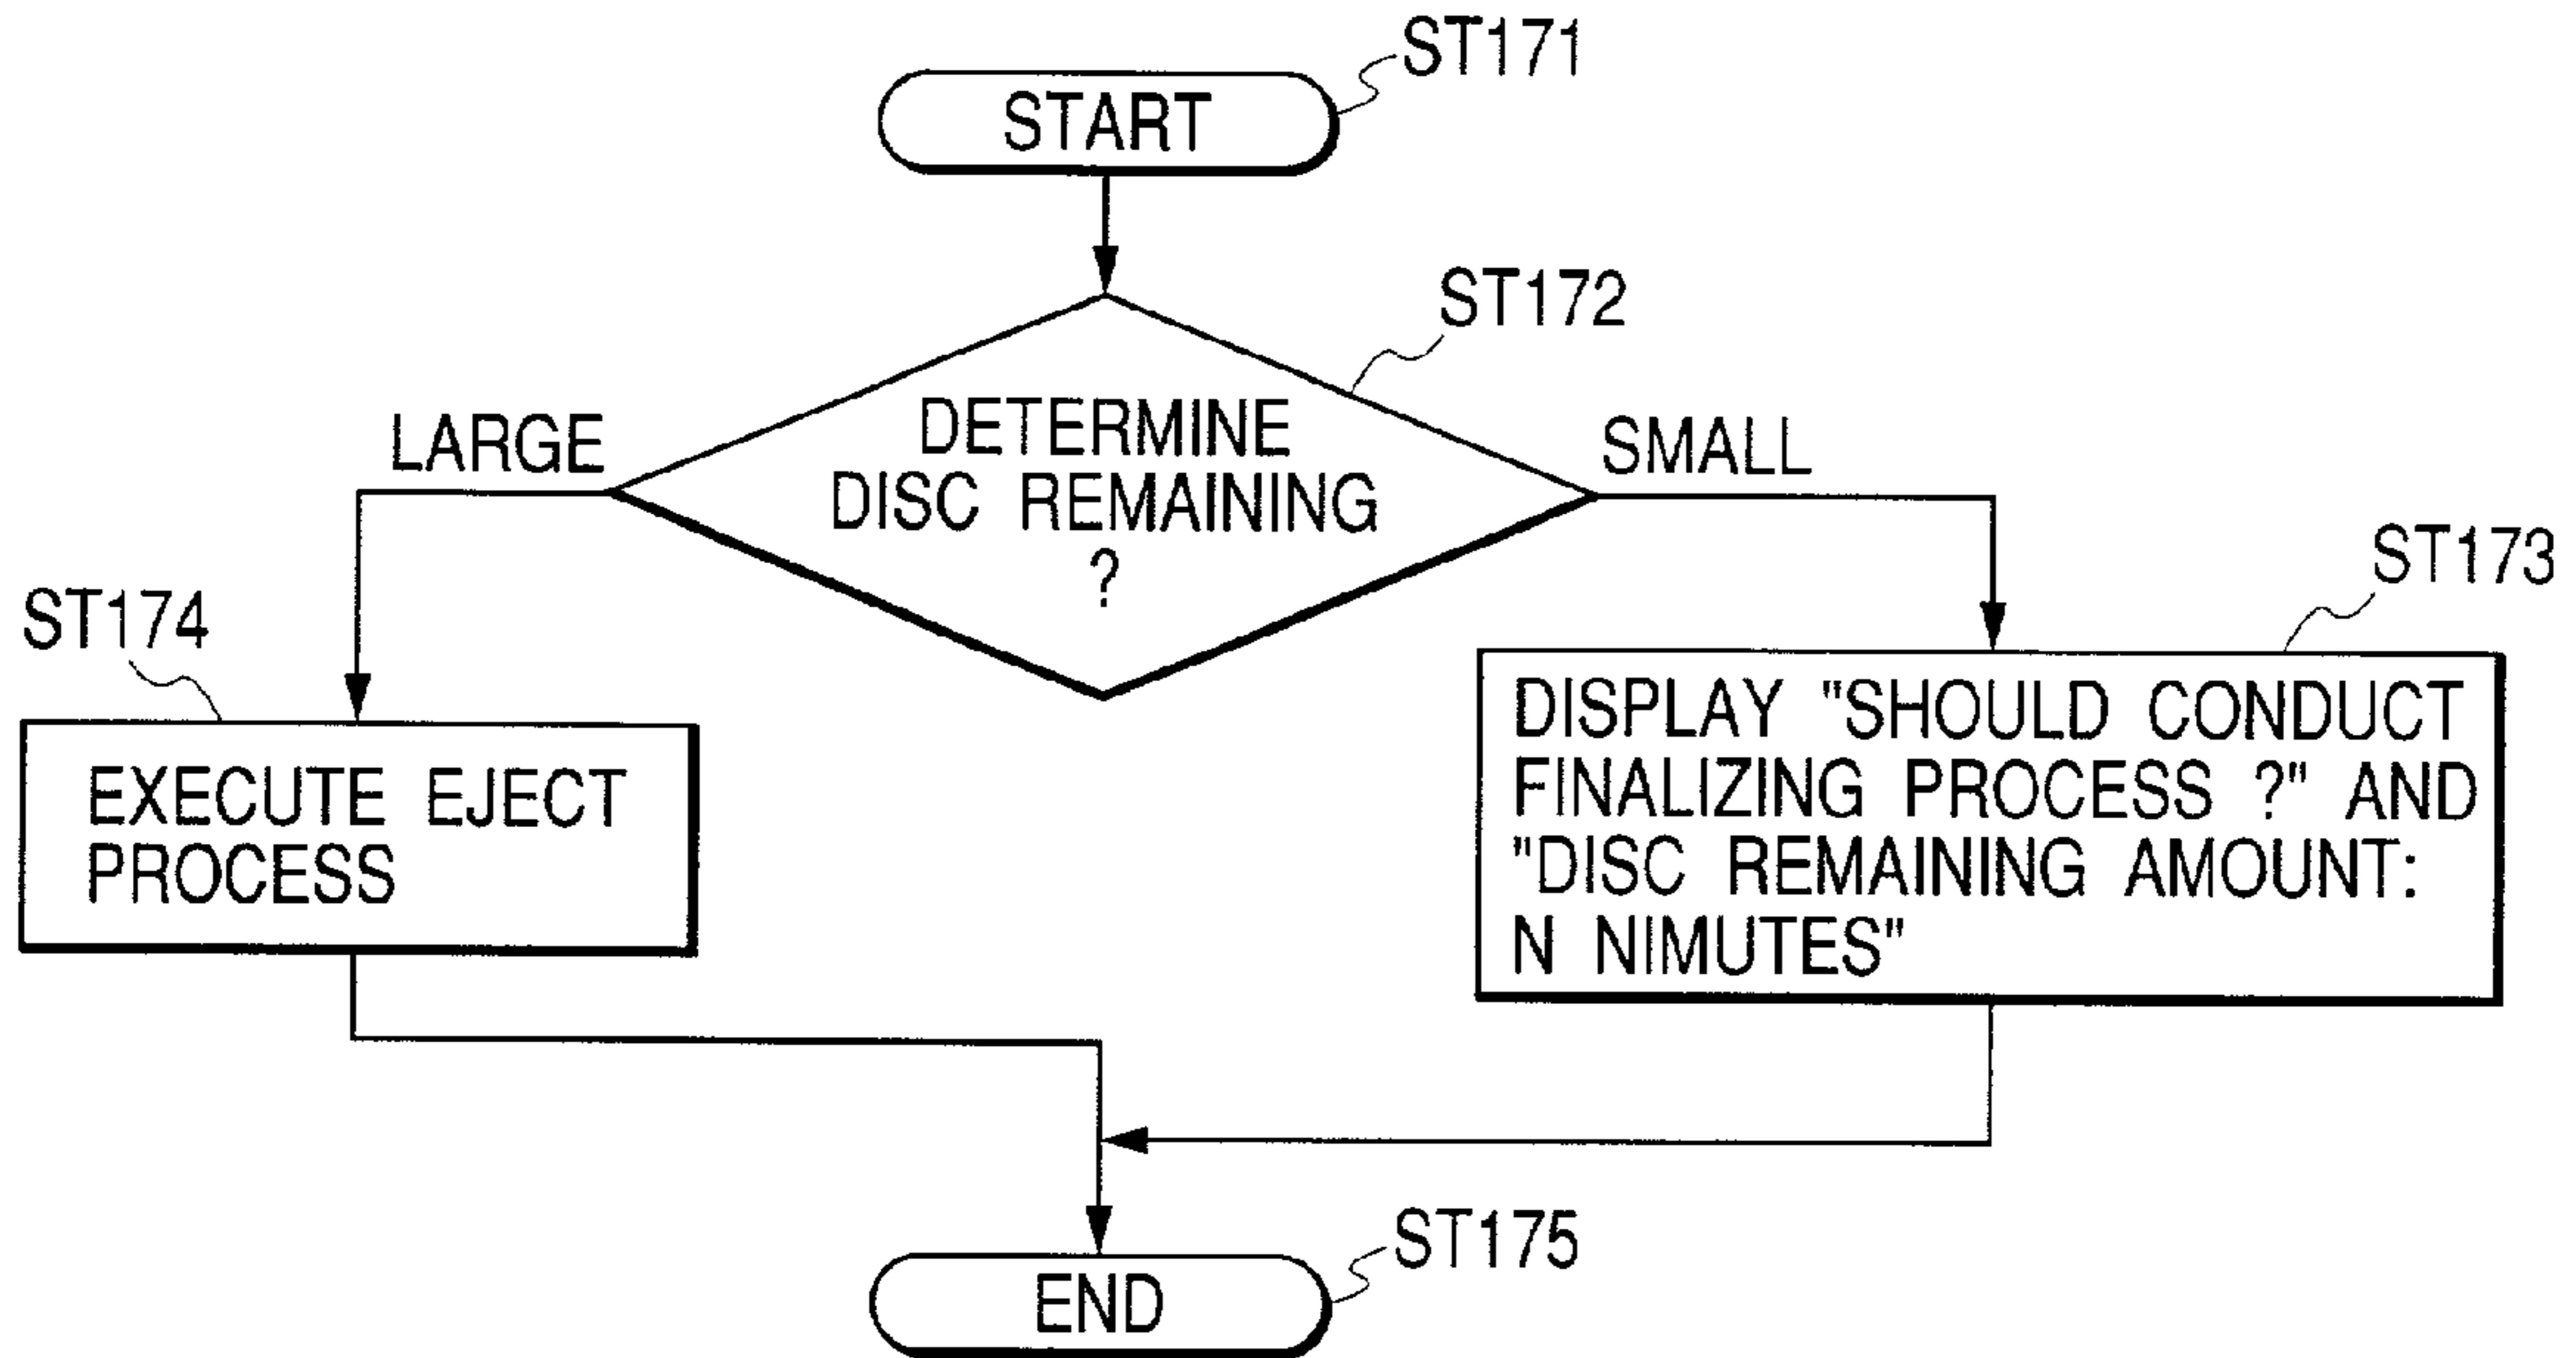 ST171
START
ST172
DETERMINE
DISC REMAINING
?
LARGE
SMALL
ST173
ST174
DISPLAY "SHOULD CONDUCT
FINALIZING PROCESS ?" AND
"DISC REMAINING AMOUNT:
N NIMUTES"
EXECUTE EJECT
PROCESS
ST175
END